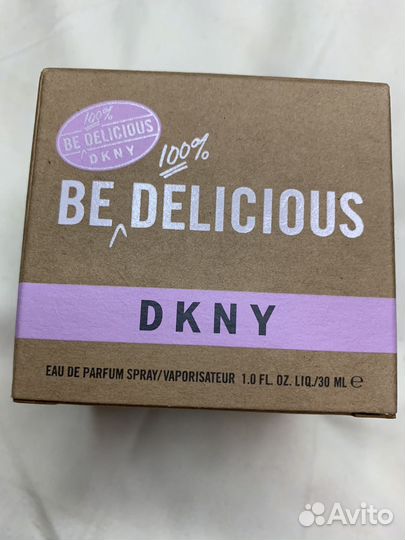 100%
BE DELICIOUS
DKNY
100%
BE DELICIOUS
DKNY
EAU DE PARFUM SPRAY/VAPORISATEUR 1.0 FL. OZ. LIQ./30 ML ℮
Avito